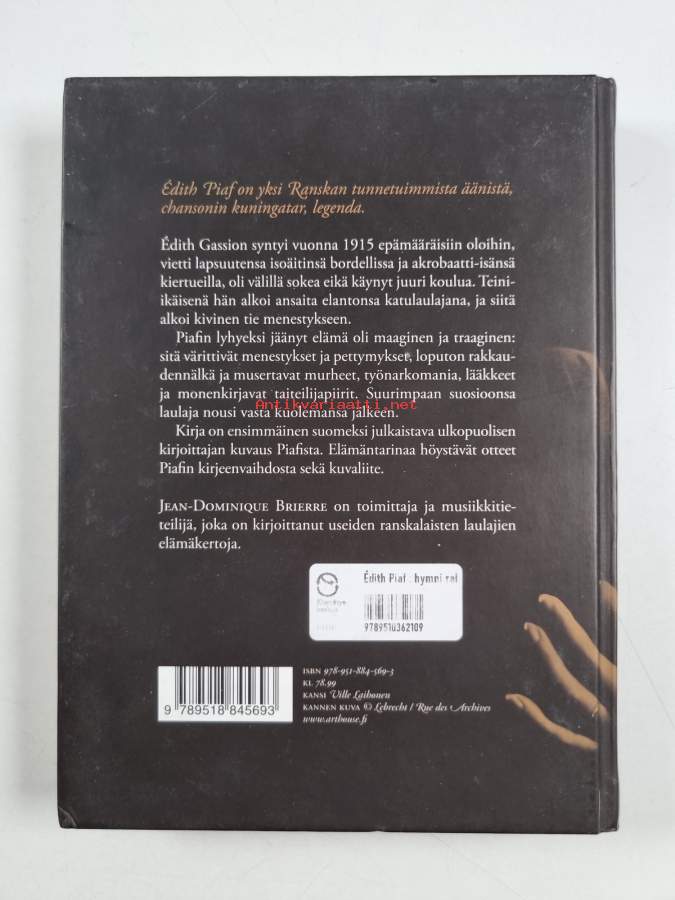 Édith Piaf on yksi Ranskan tunnetuimmista äänistä,
chansonin kuningatar, legenda.
Édith Gassion syntyi vuonna 1915 epämääräisiin oloihin,
vietti lapsuutensa isoäitinsä bordellissa ja akrobaatti-isänsä
kiertueilla, oli välillä sokea eikä käynyt juuri koulua. Teini-
ikäisenä hän alkoi ansaita elantonsa katulaulajana, ja siitä
alkoi kivinen tie menestykseen.
Piafin lyhyeksi jäänyt elämä oli maaginen ja traaginen:
sitä värittivät menestykset ja pettymykset, loputon rakkau-
dennälkä ja musertavat murheet, työnarkomania, lääkkeet
ja monenkirjavat taiteilijapiirit. Suurimpaan suosioonsa
Antikvariaatti.net
laulaja nousi vasta kuolemansa jälkeen.
Kirja on ensimmäinen suomeksi julkaistava ulkopuolisen
kirjoittajan kuvaus Piafista. Elämäntarinaa höystävät otteet
Piafin kirjeenvaihdosta sekä kuvaliite.
Jean-Dominique Brierre on toimittaja ja musiikkitie-
teilijä, joka on kirjoittanut useiden ranskalaisten laulajien
elämäkertoja.
Édith Piaf : hymni rak
9789510362109
ISBN 978-951-884-569-3
KL 78.99
KANSI Ville Laihonen
KANNEN KUVA © Lebrecht / Rue des Archives
www.arthouse.fi
9 789518 845693